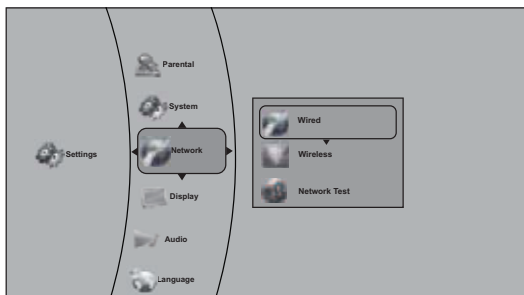 Settings
Parental
System
Network
Display
Audio
Language
Wired
Wireless
Network Test